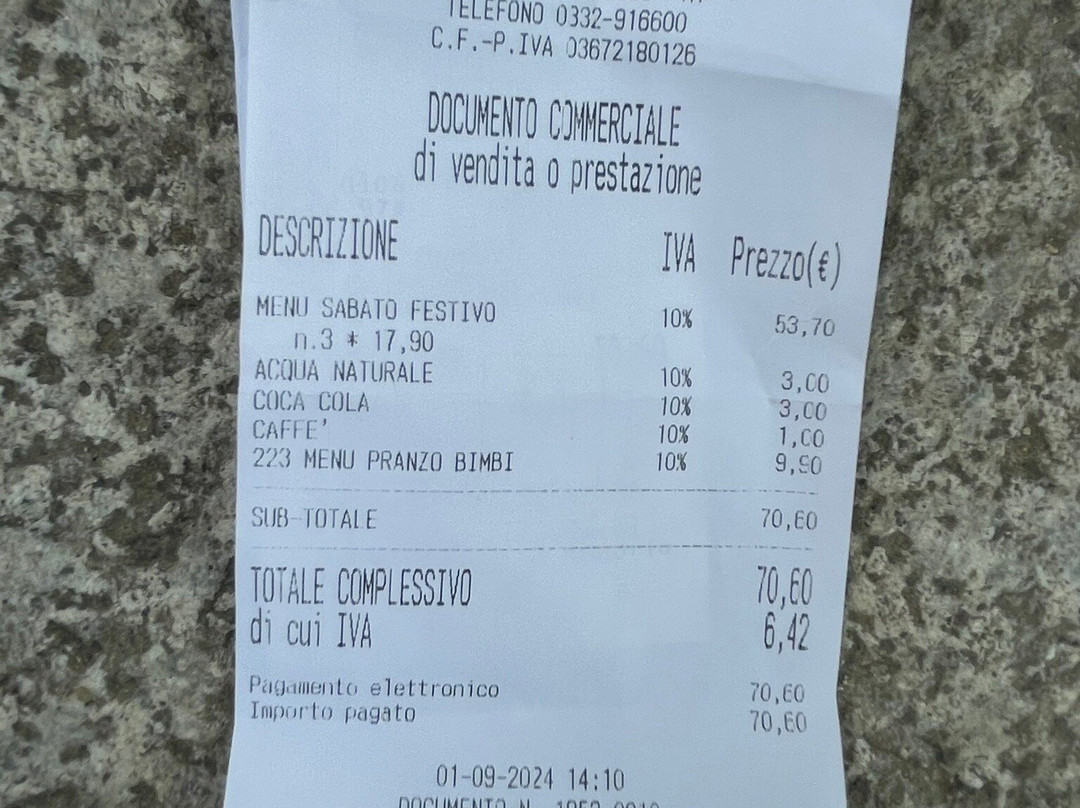 TELEFONO 0332-916600
C.F.-P.IVA 03672180126
DOCUMENTO COMMERCIALE
di vendita o prestazione
DESCRIZIONE IVA Prezzo(€)
MENU SABATO FESTIVO 10% 53,70
n.3 * 17,90
ACQUA NATURALE 10% 3,00
COCA COLA 10% 3,00
CAFFE' 10% 1,00
223 MENU PRANZO BIMBI 10% 9,90
SUB-TOTALE 70,60
TOTALE COMPLESSIVO 70,60
di cui IVA 6,42
Pagamento elettronico 70,60
Importo pagato 70,60
01-09-2024 14:10
DOCUMENTO N.